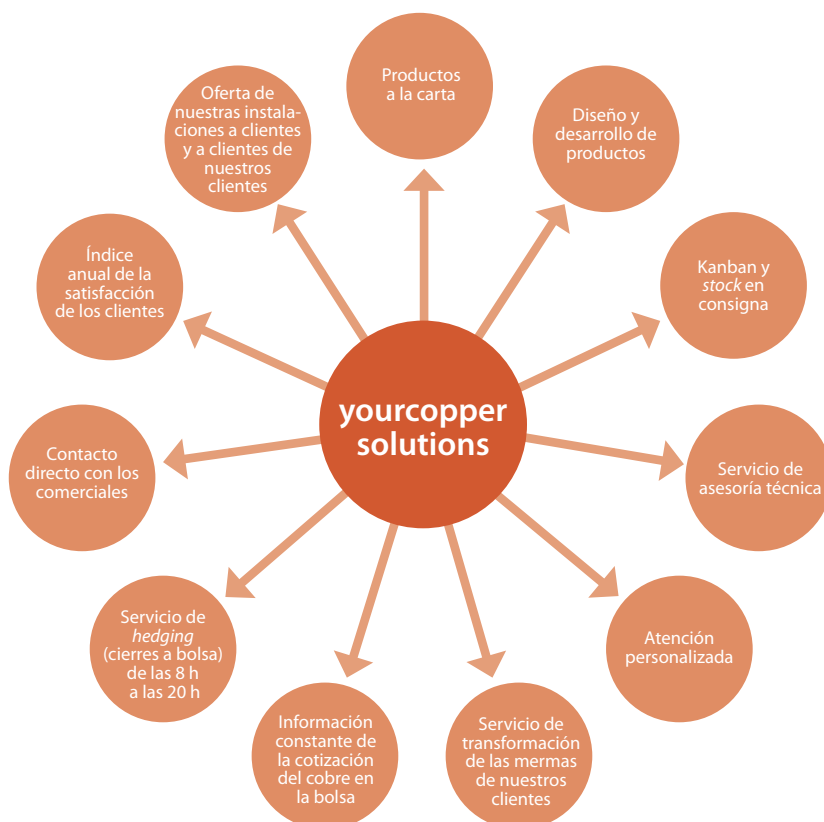 Productos
a la carta
Diseño y
desarrollo de
productos
Kanban y
stock en
consigna
Servicio de
asesoría técnica
Atención
personalizada
Servicio de
transformación
de las mermas
de nuestros
clientes
Información
constante de
la cotización
del cobre en
la bolsa
Servicio de
hedging
(cierres a bolsa)
de las 8 h
a las 20 h
Contacto
directo con los
comerciales
Índice
anual de la
satisfacción
de los clientes
Oferta de
nuestras instala-
ciones a clientes
y a clientes de
nuestros
clientes
yourcopper
solutions